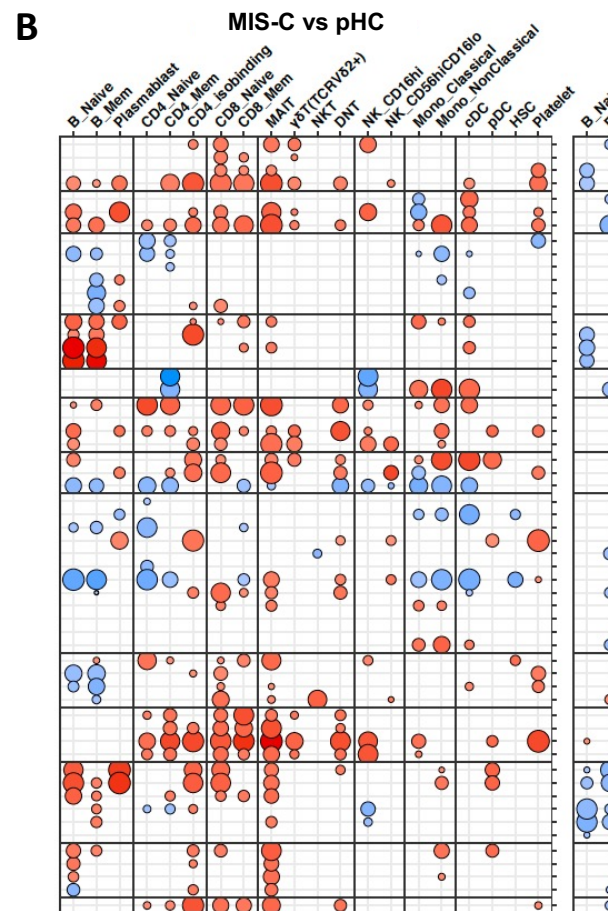 B
MIS-C vs pHC
B_Naive
B_Mem
Plasmablast
CD4_Naive
CD4_Mem
CD4_isobinding
CD8_Naive
CD8_Mem
MAIT
γδT(TCRVδ2+)
NKT
DNT
NK_CD16hi
NK_CD56hiCD16lo
Mono_Classical
Mono_NonClassical
cDC
pDC
HSC
Platelet